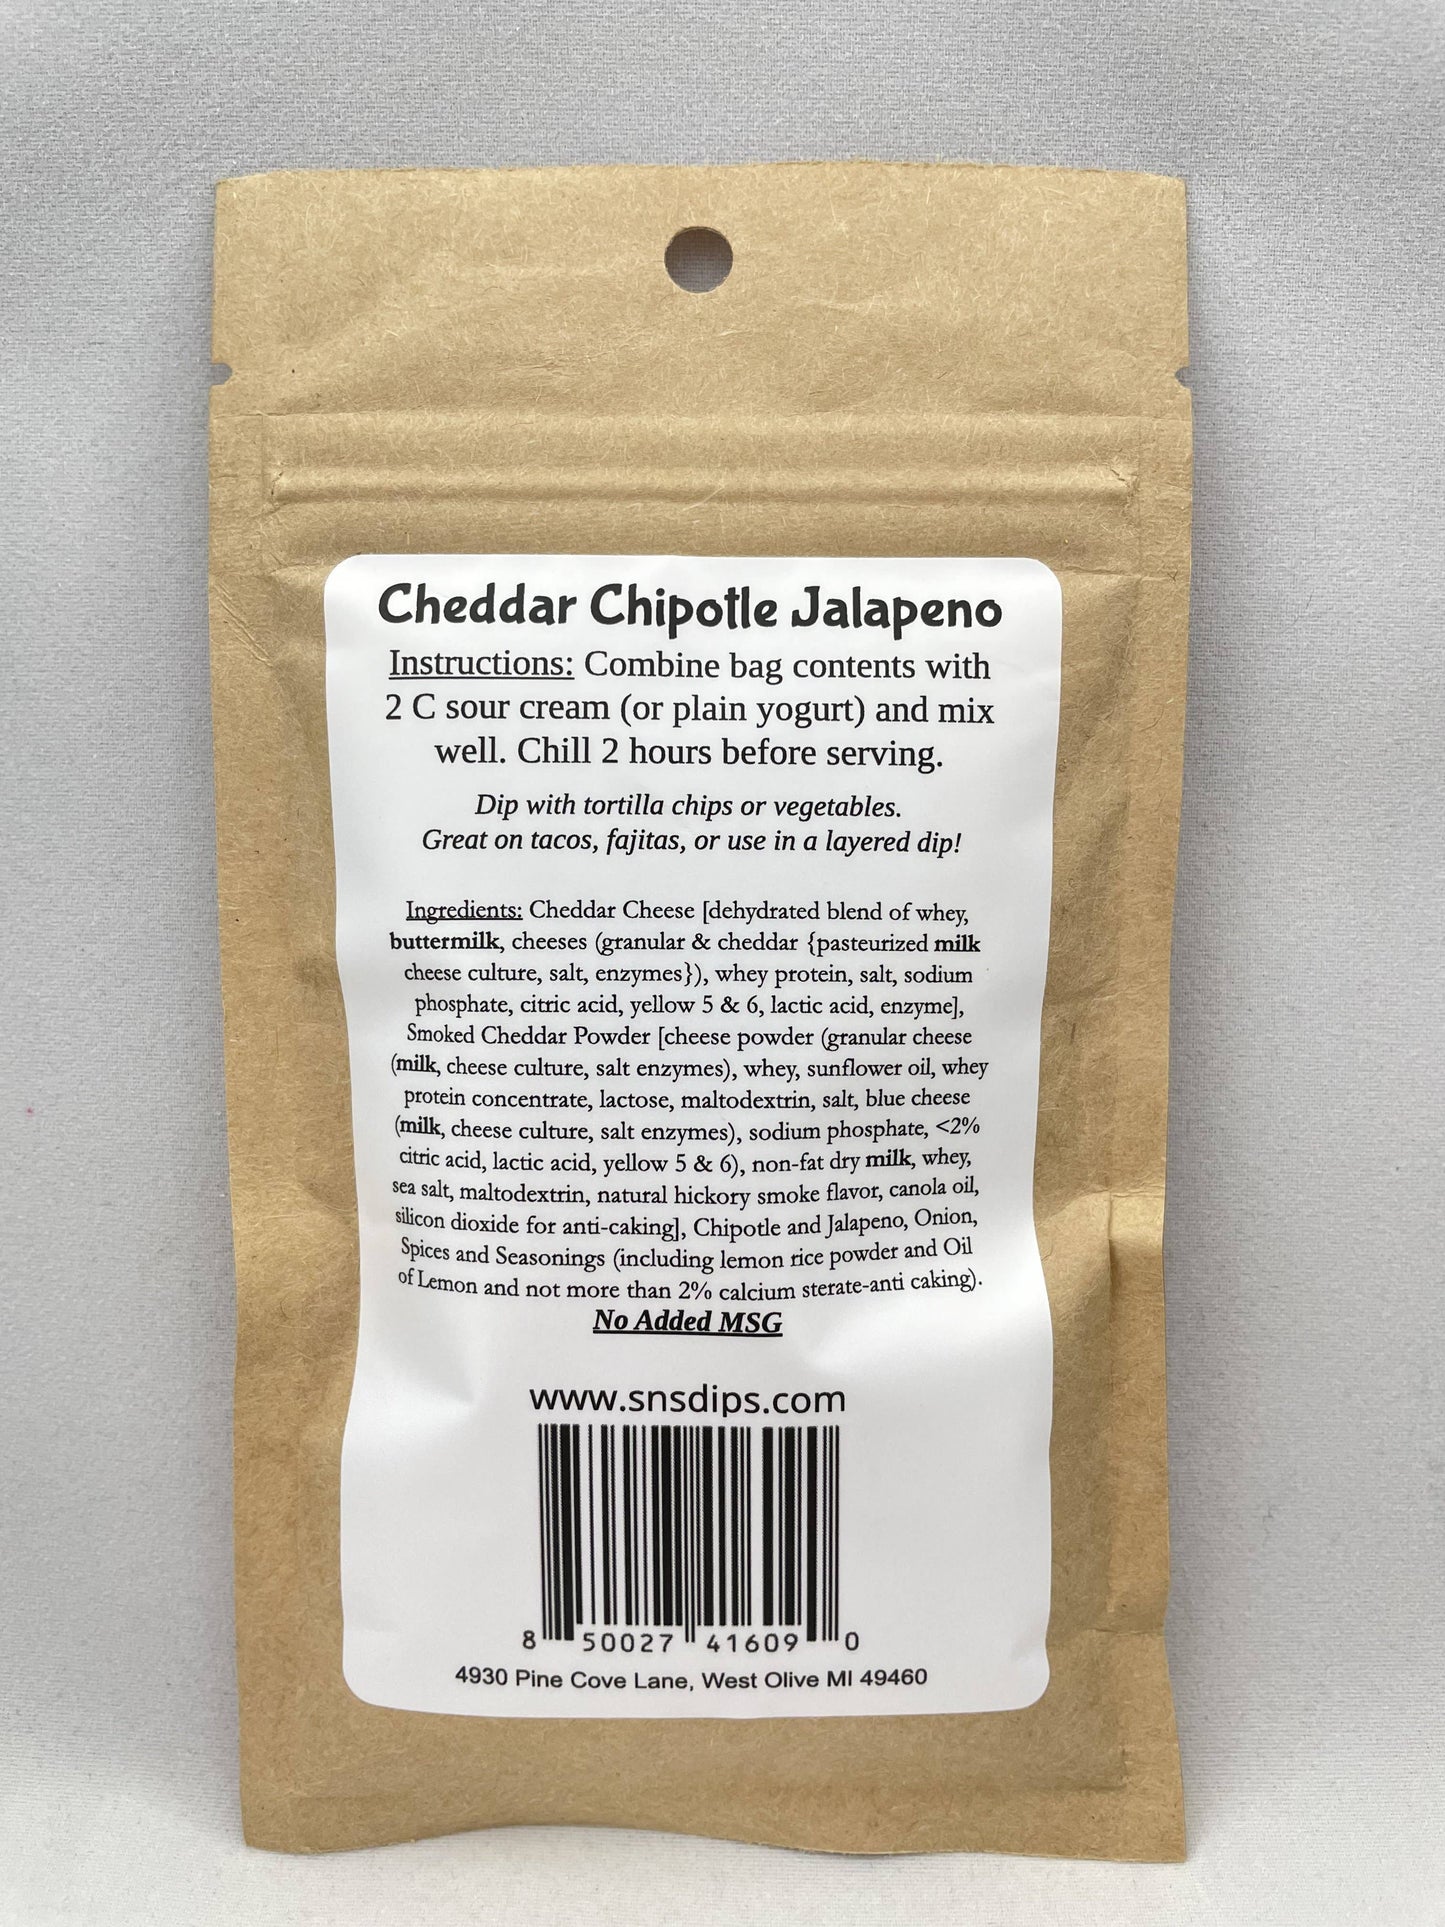 Cheddar Chipotle Jalapeno
Instructions: Combine bag contents with
2 C sour cream (or plain yogurt) and mix
well. Chill 2 hours before serving.
Dip with tortilla chips or vegetables.
Great on tacos, fajitas, or use in a layered dip!
Ingredients: Cheddar Cheese [dehydrated blend of whey,
buttermilk, cheeses (granular & cheddar {pasteurized milk
cheese culture, salt, enzymes}), whey protein, salt, sodium
phosphate, citric acid, yellow 5 & 6, lactic acid, enzyme],
Smoked Cheddar Powder [cheese powder (granular cheese
(milk, cheese culture, salt enzymes), whey, sunflower oil, whey
protein concentrate, lactose, maltodextrin, salt, blue cheese
(milk, cheese culture, salt enzymes), sodium phosphate, <2%
citric acid, lactic acid, yellow 5 & 6), non-fat dry milk, whey,
sea salt, maltodextrin, natural hickory smoke flavor, canola oil,
silicon dioxide for anti-caking], Chipotle and Jalapeno, Onion,
Spices and Seasonings (including lemon rice powder and Oil
of Lemon and not more than 2% calcium sterate-anti caking).
No Added MSG
www.snsdips.com
8 50027 41609 0
4930 Pine Cove Lane, West Olive MI 49460